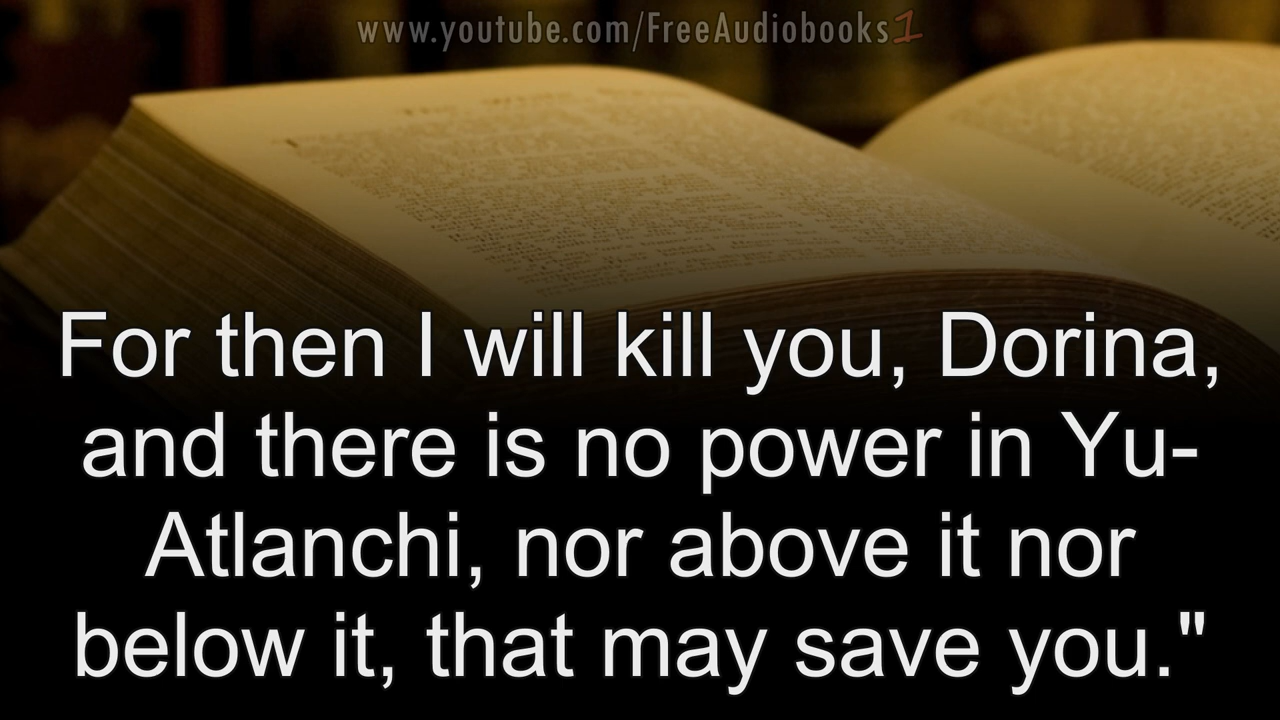 www.youtube.com/FreeAudiobooks1
For then I will kill you, Dorina,
and there is no power in Yu-
Atlanchi, nor above it nor
below it, that may save you."